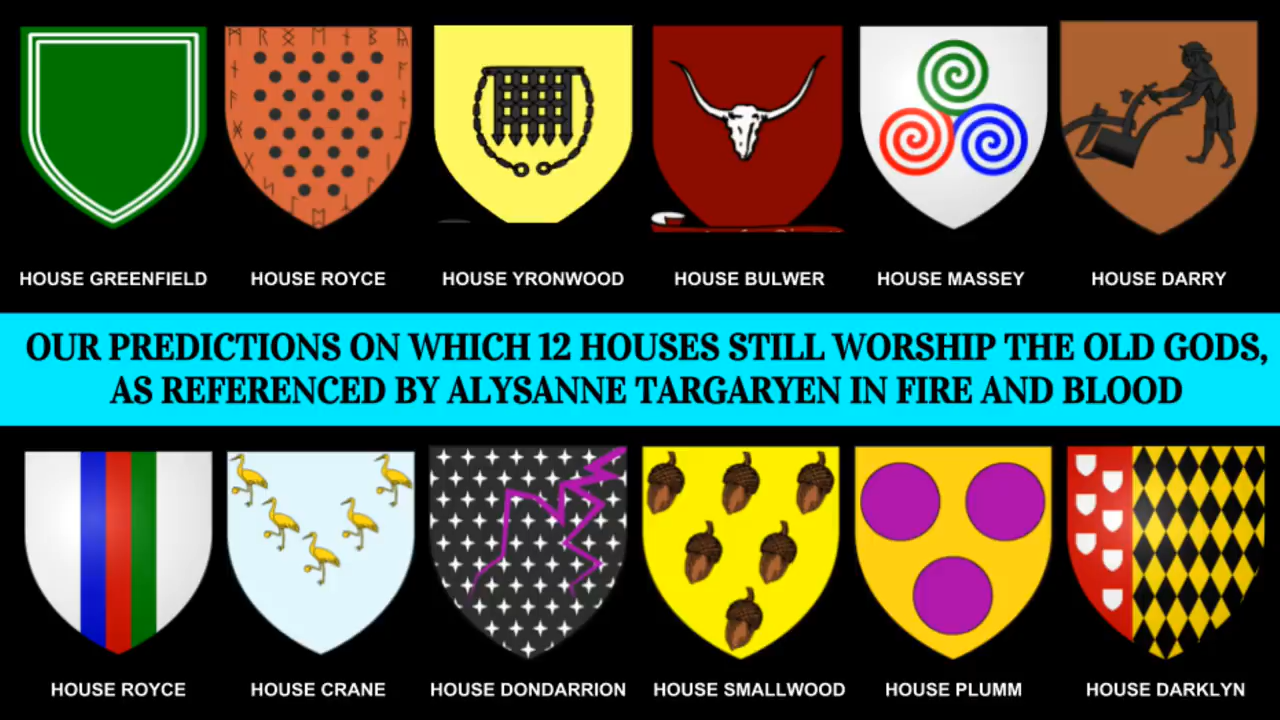 HOUSE GREENFIELD
HOUSE ROYCE
HOUSE YRONWOOD
HOUSE BULWER
HOUSE MASSEY
HOUSE DARRY
OUR PREDICTIONS ON WHICH 12 HOUSES STILL WORSHIP THE OLD GODS,
AS REFERENCED BY ALYSANNE TARGARYEN IN FIRE AND BLOOD
HOUSE ROYCE
HOUSE CRANE
HOUSE DONDARRION
HOUSE SMALLWOOD
HOUSE PLUMM
HOUSE DARKLYN